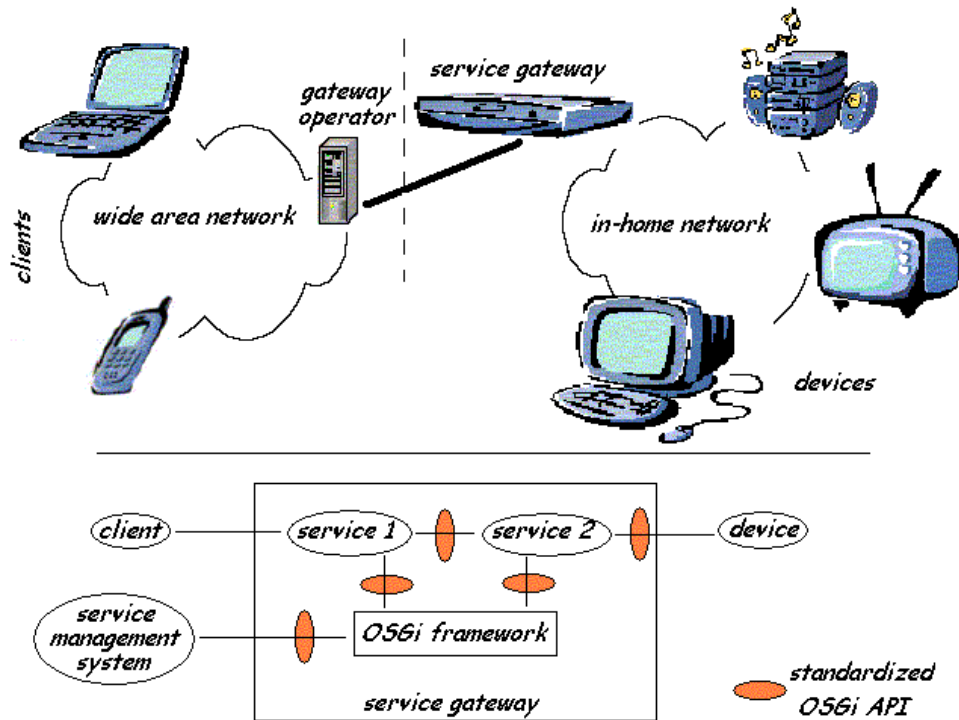 service gateway
gateway
operator
clients
wide area network
in-home network
devices
client
service 1
service 2
device
service
management
system
OSGi framework
service gateway
standardized
OSGi API